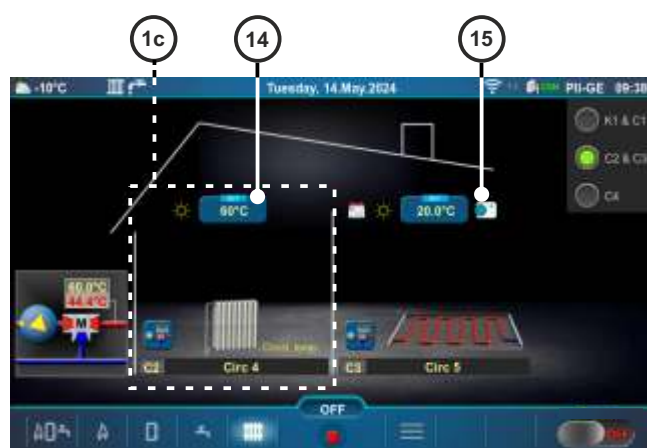 1c 14 15
-10°C Tuesday, 14.May.2024 PII-GE 09:38
K1 & C1
C2 & C3
C4
60°C 20.0°C
60.0°C
44.4°C
M
C2 Circ 4 C3 Circ 5
OFF
OFF